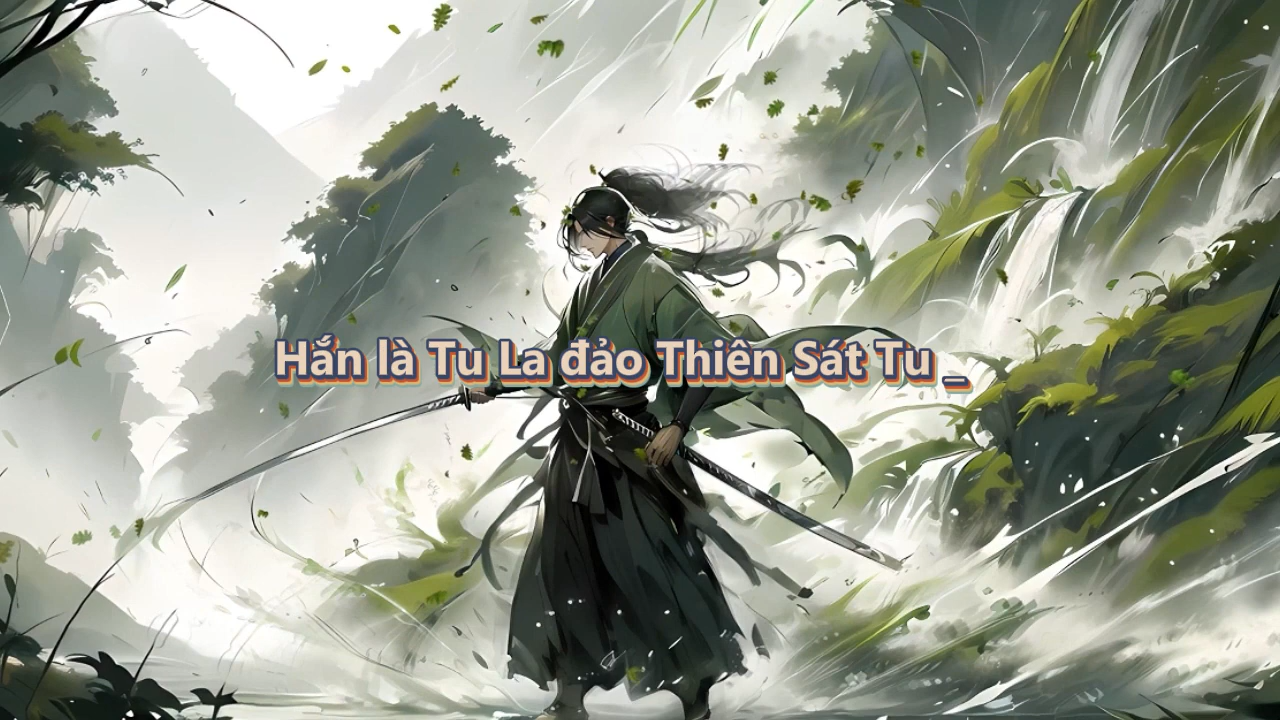 Hắn là Tu La đảo Thiên Sát Tu _